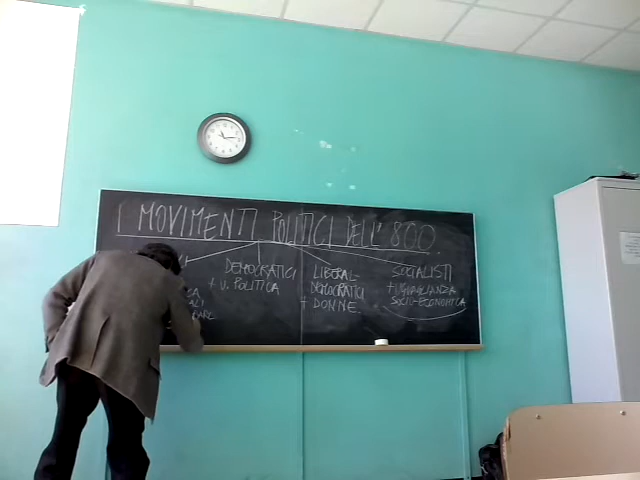 I MOVIMENTI POLITICI DELL' 800
DEMOCRATICI
+ U. POLITICA
LIBERAL-
DEMOCRATICI
+ DONNE
SOCIALISTI
+ UGUAGLIANZA
SOCIO-ECONOMICA